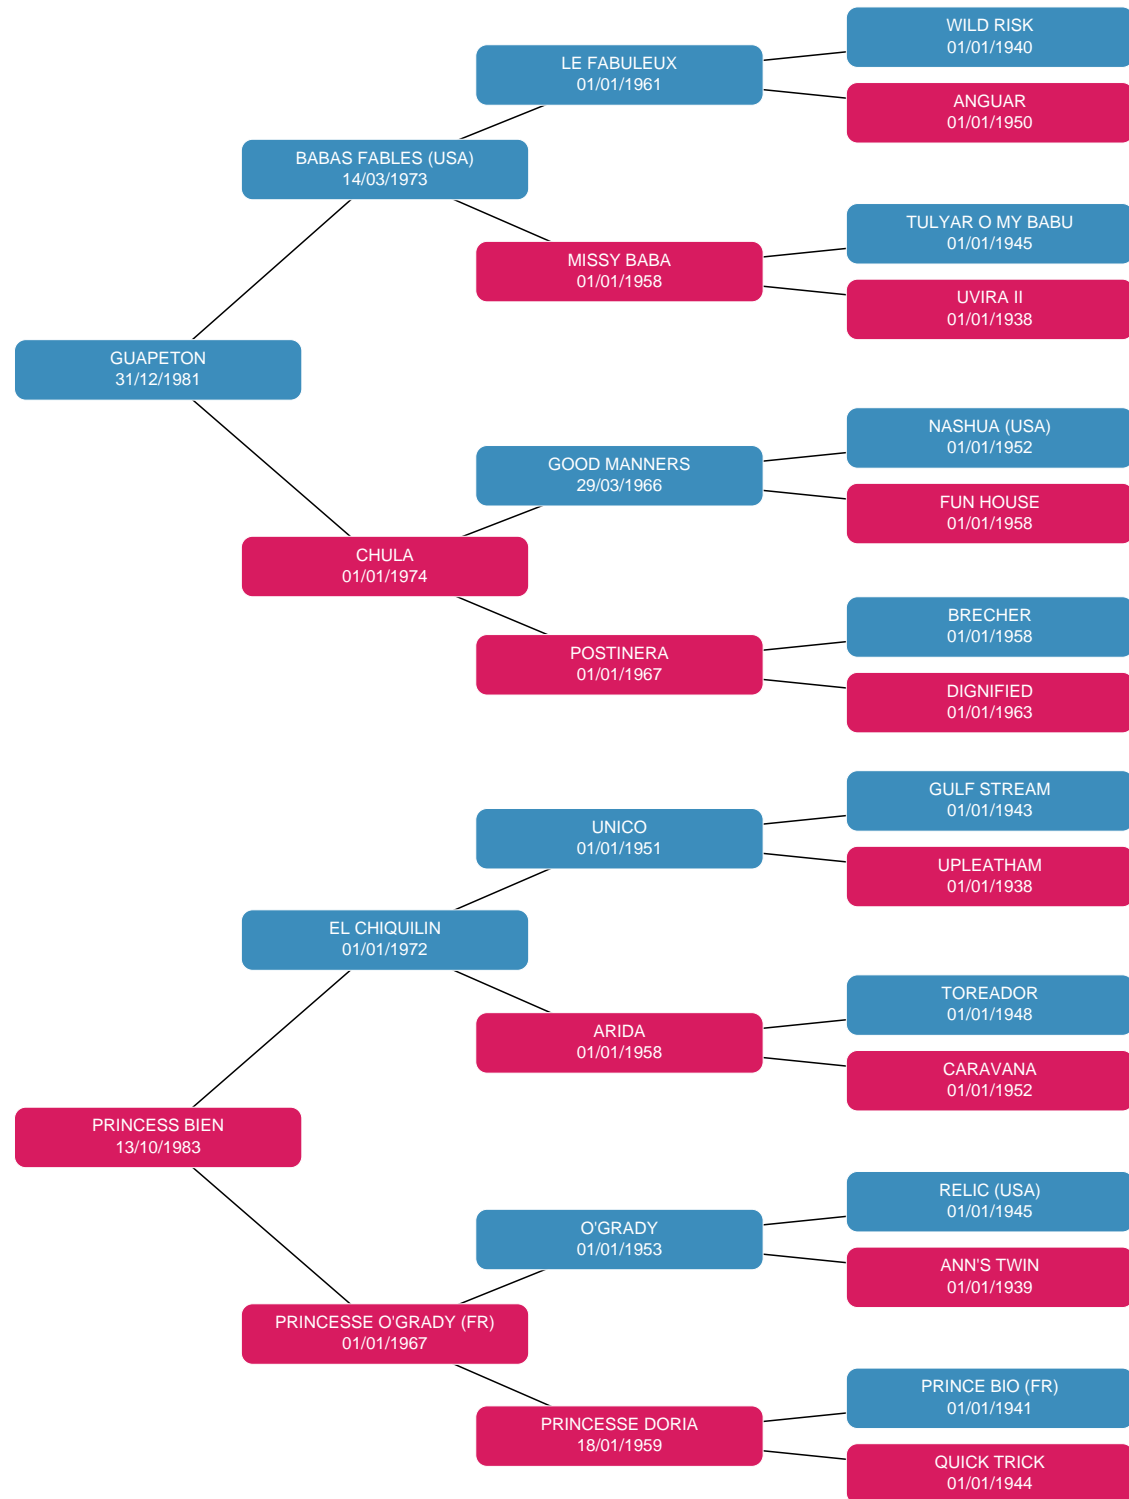 WILD RISK
01/01/1940
LE FABULEUX
01/01/1961
ANGUAR
01/01/1950
BABAS FABLES (USA)
14/03/1973
TULYAR O MY BABU
01/01/1945
MISSY BABA
01/01/1958
UVIRA II
01/01/1938
GUAPETON
31/12/1981
NASHUA (USA)
01/01/1952
GOOD MANNERS
29/03/1966
FUN HOUSE
01/01/1958
CHULA
01/01/1974
BRECHER
01/01/1958
POSTINERA
01/01/1967
DIGNIFIED
01/01/1963
GULF STREAM
01/01/1943
UNICO
01/01/1951
UPLEATHAM
01/01/1938
EL CHIQUILIN
01/01/1972
TOREADOR
01/01/1948
ARIDA
01/01/1958
CARAVANA
01/01/1952
PRINCESS BIEN
13/10/1983
RELIC (USA)
01/01/1945
O'GRADY
01/01/1953
ANN'S TWIN
01/01/1939
PRINCESSE O'GRADY (FR)
01/01/1967
PRINCE BIO (FR)
01/01/1941
PRINCESSE DORIA
18/01/1959
QUICK TRICK
01/01/1944